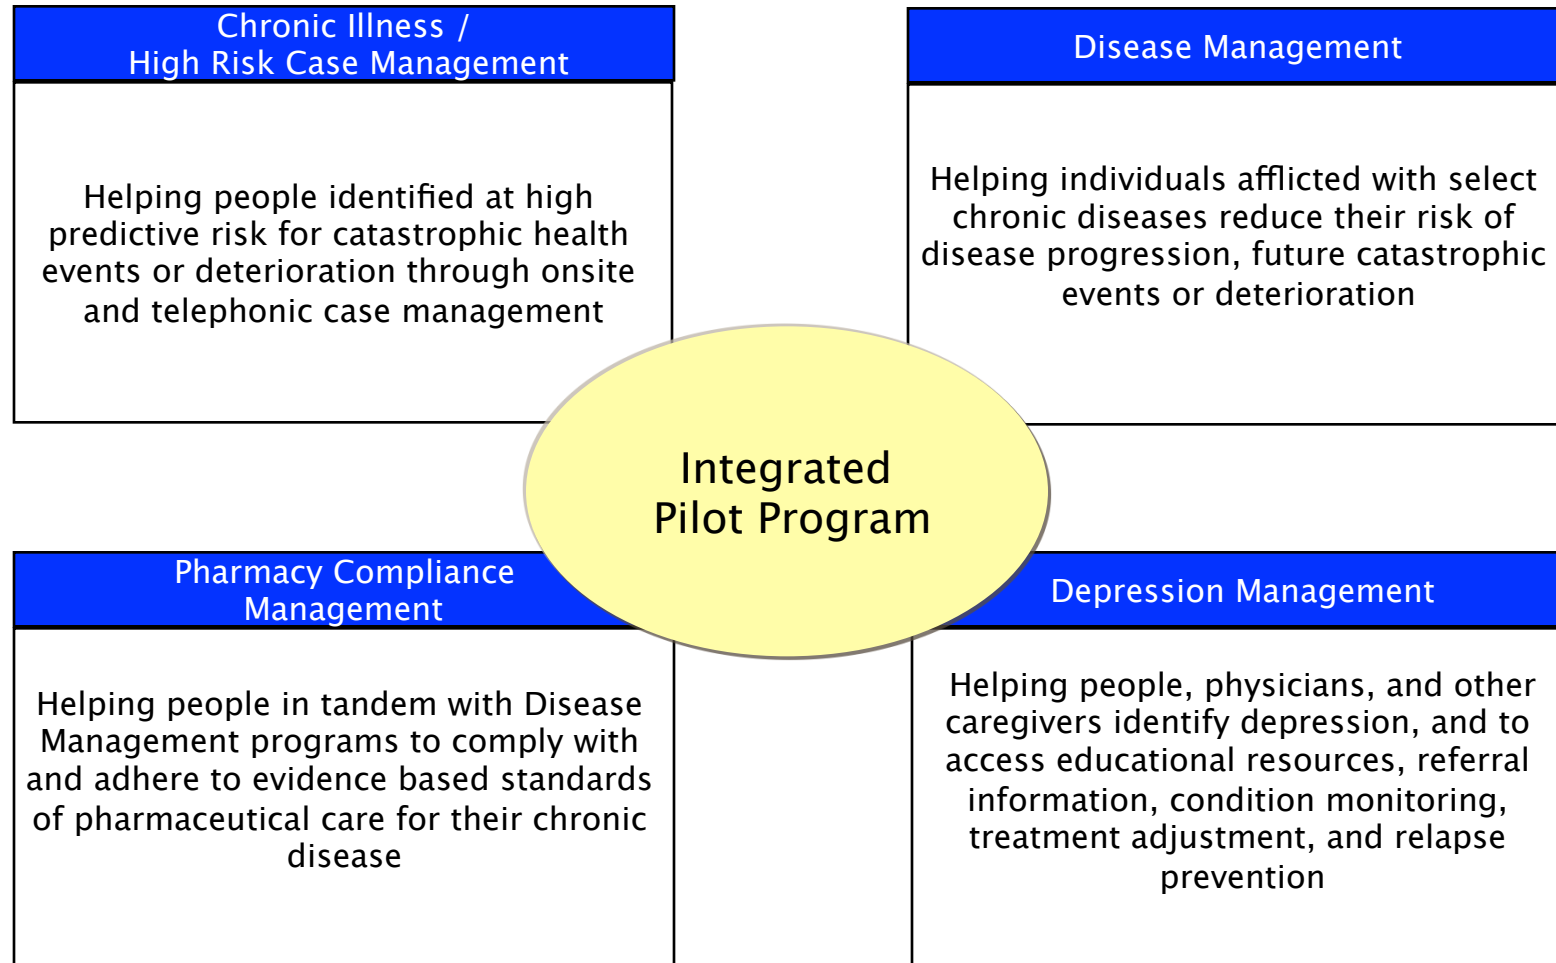 Chronic Illness /
High Risk Case Management
Helping people identified at high
predictive risk for catastrophic health
events or deterioration through onsite
and telephonic case management
Disease Management
Helping individuals afflicted with select
chronic diseases reduce their risk of
disease progression, future catastrophic
events or deterioration
Integrated
Pilot Program
Pharmacy Compliance
Management
Helping people in tandem with Disease
Management programs to comply with
and adhere to evidence based standards
of pharmaceutical care for their chronic
disease
Depression Management
Helping people, physicians, and other
caregivers identify depression, and to
access educational resources, referral
information, condition monitoring,
treatment adjustment, and relapse
prevention